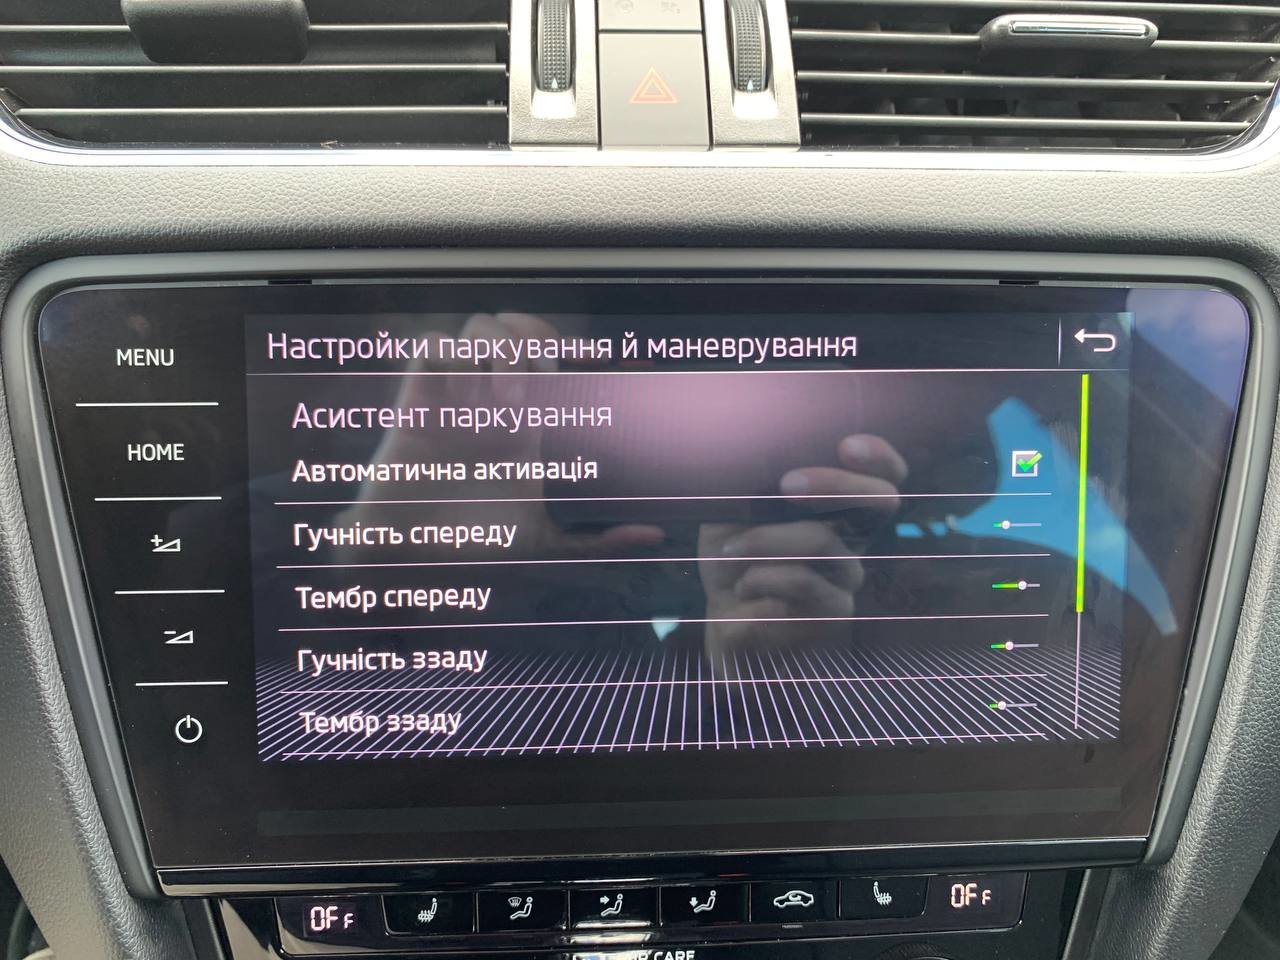 MENU
HOME
Настройки паркування й маневрування
Асистент паркування
Автоматична активація
Гучність спереду
Тембр спереду
Гучність ззаду
Тембр ззаду
OFF
OFF
CARE